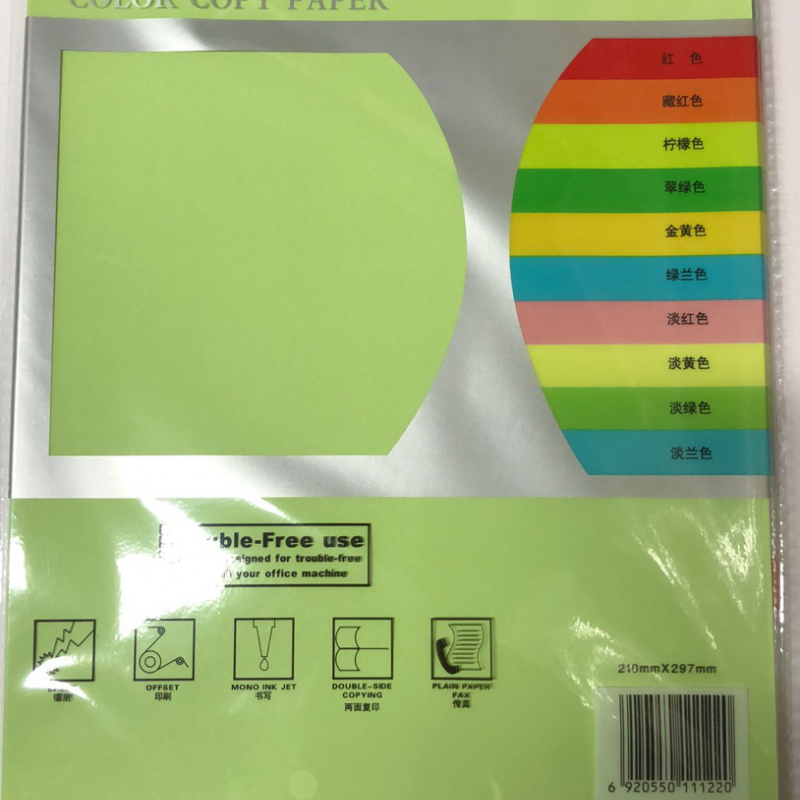 COLOR COPY PAPER
红 色
藏红色
柠檬色
翠绿色
金黄色
绿兰色
淡红色
淡黄色
淡绿色
淡兰色
use
for trouble-free
your office machine
OFFSET
印刷
MONO INK JET
书写
DOUBLE-SIDE
COPYING
两面复印
PLAIN PAPER
FAX
传真
210mmX297mm
6 920550 111220